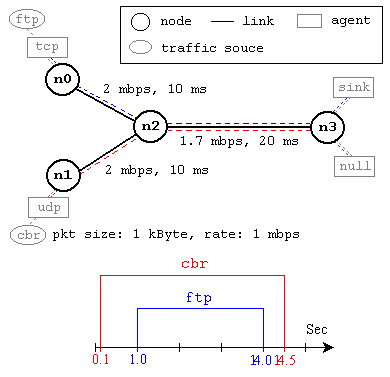 ftp
node
link
agent
tcp
traffic souce
n0
2 mbps, 10 ms
sink
n2
n3
1.7 mbps, 20 ms
n1
2 mbps, 10 ms
null
udp
cbr
pkt size: 1 kByte, rate: 1 mbps
cbr
ftp
Sec
0.1
1.0
4.0
4.5